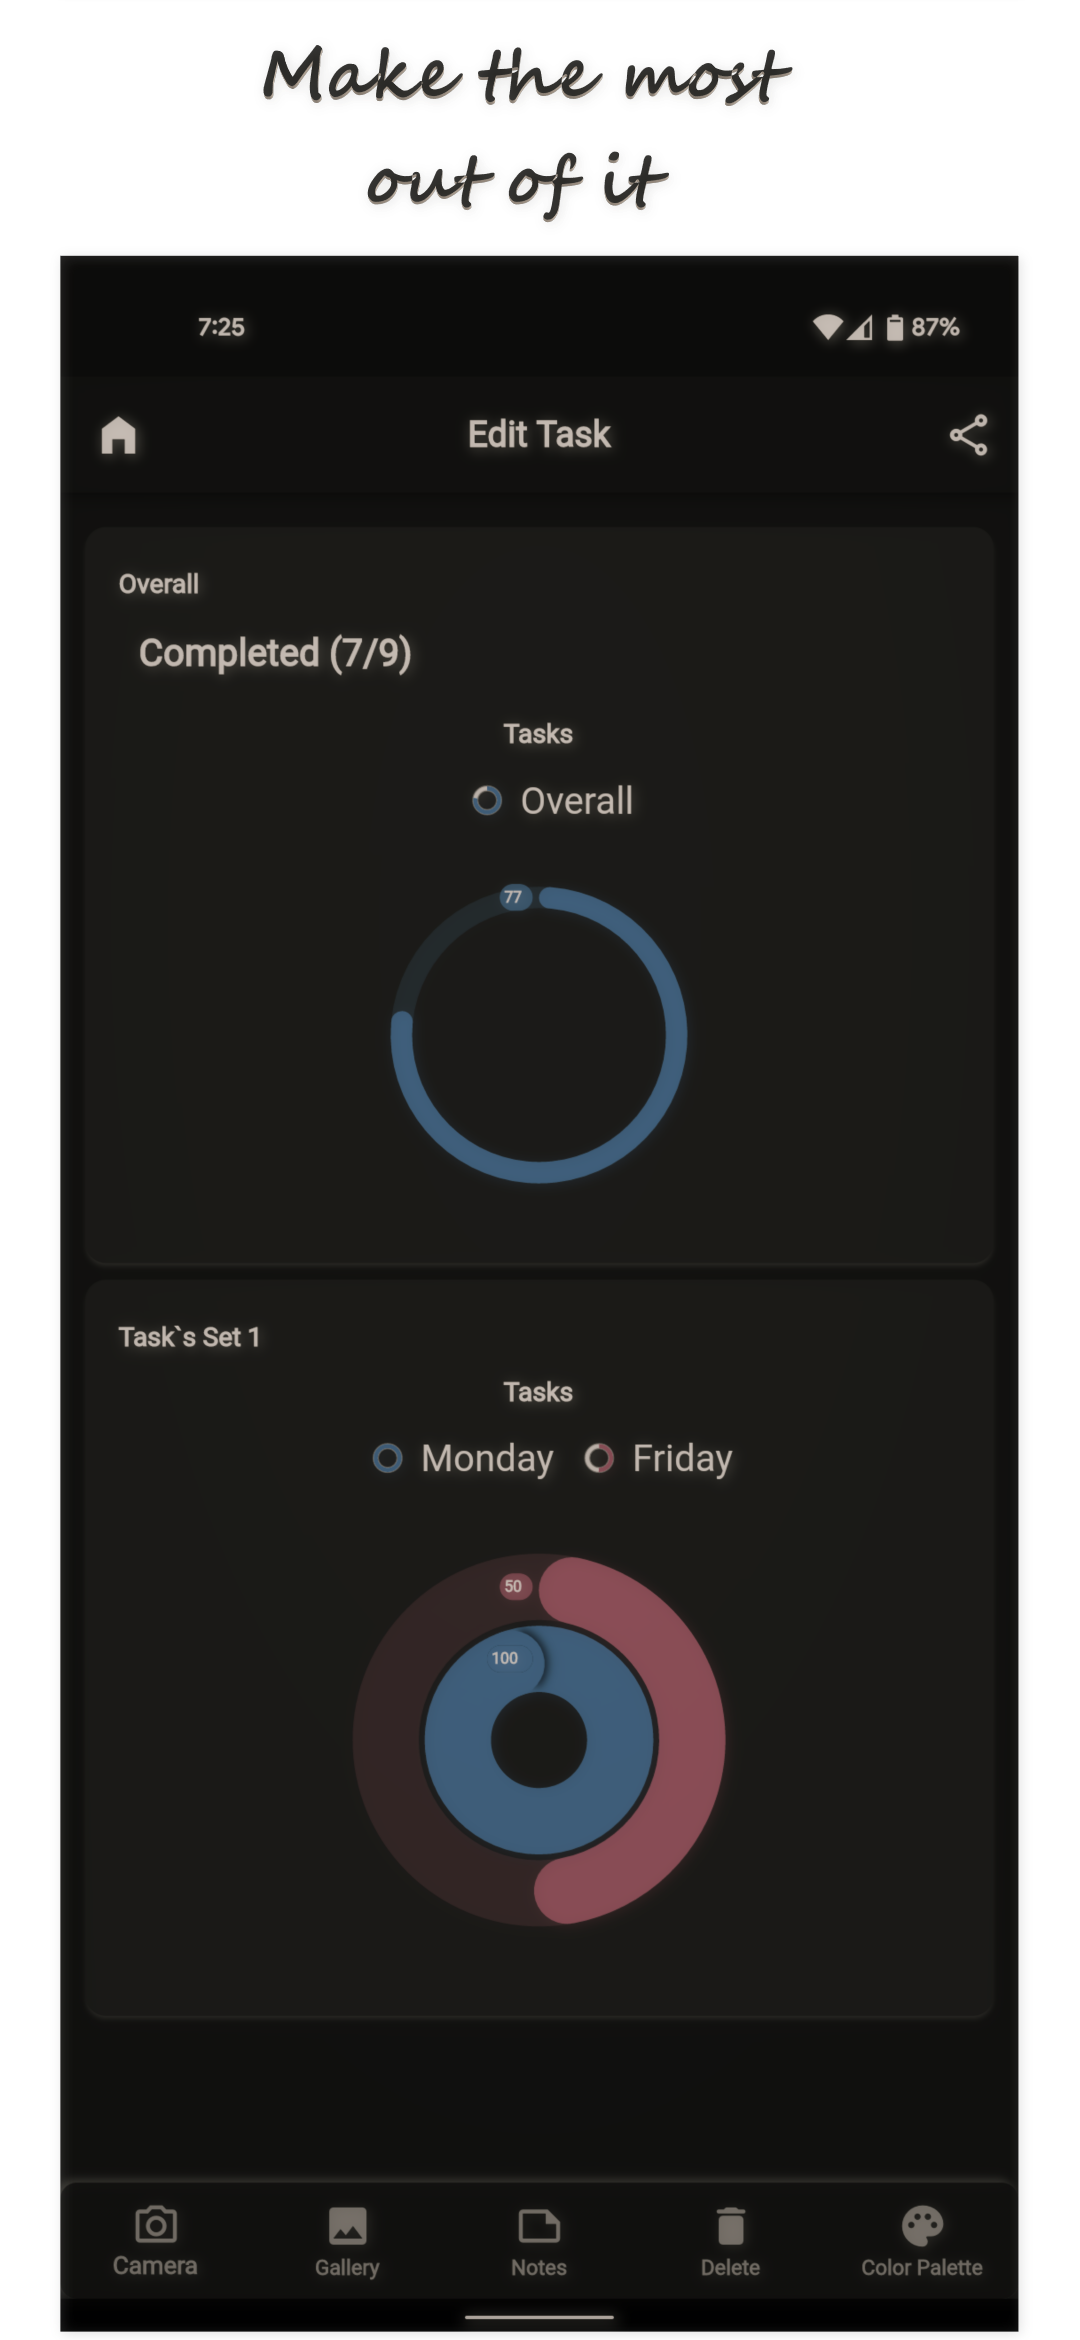 Make the most
out of it
7:25
87%
Edit Task
Overall
Completed (7/9)
Tasks
Overall
77
Task`s Set 1
Tasks
Monday Friday
50
100
Camera Gallery Notes Delete Color Palette